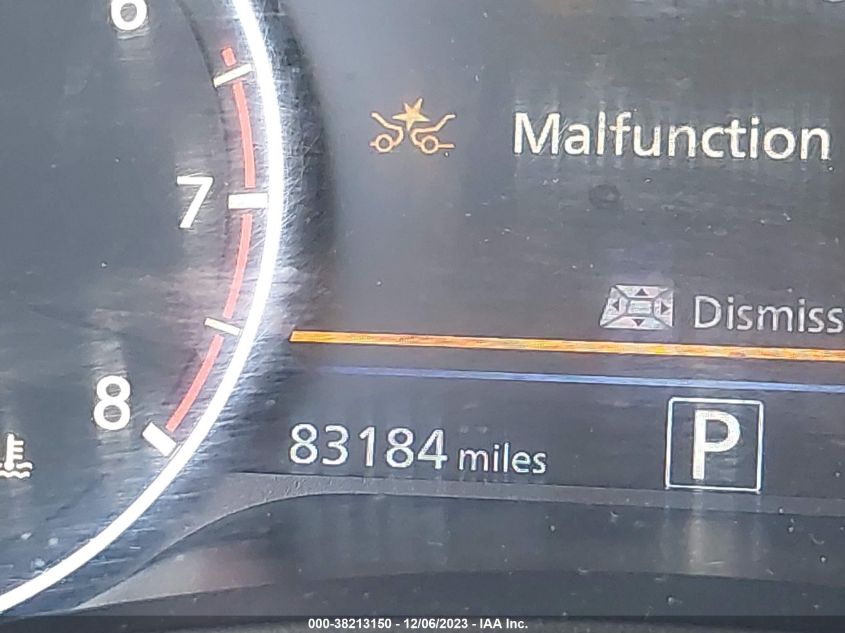 6
Malfunction
7
Dismiss
8
83184 miles
P
000-38213150 - 12/06/2023 - IAA Inc.